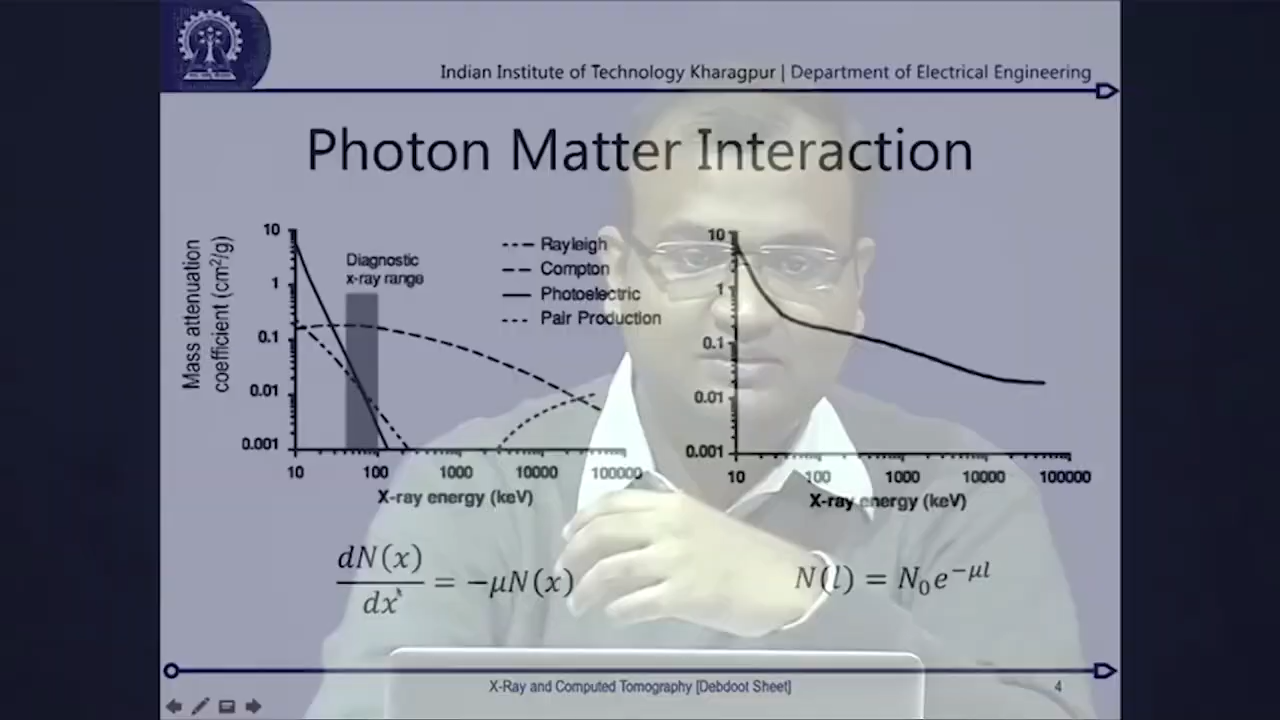 Indian Institute of Technology Kharagpur | Department of Electrical Engineering
Photon Matter Interaction
Mass attenuation
coefficient (cm²/g)
10
1
0.1
0.01
0.001
Diagnostic
x-ray range
Rayleigh
Compton
Photoelectric
Pair Production
10 100 1000 10000 100000
X-ray energy (keV)
10
1
0.1
0.01
0.001
10 100 1000 10000 100000
X-ray energy (keV)
dN(x)/dx = −μN(x)
N(l) = N₀e^−μl
X-Ray and Computed Tomography [Debdoot Sheet]
4